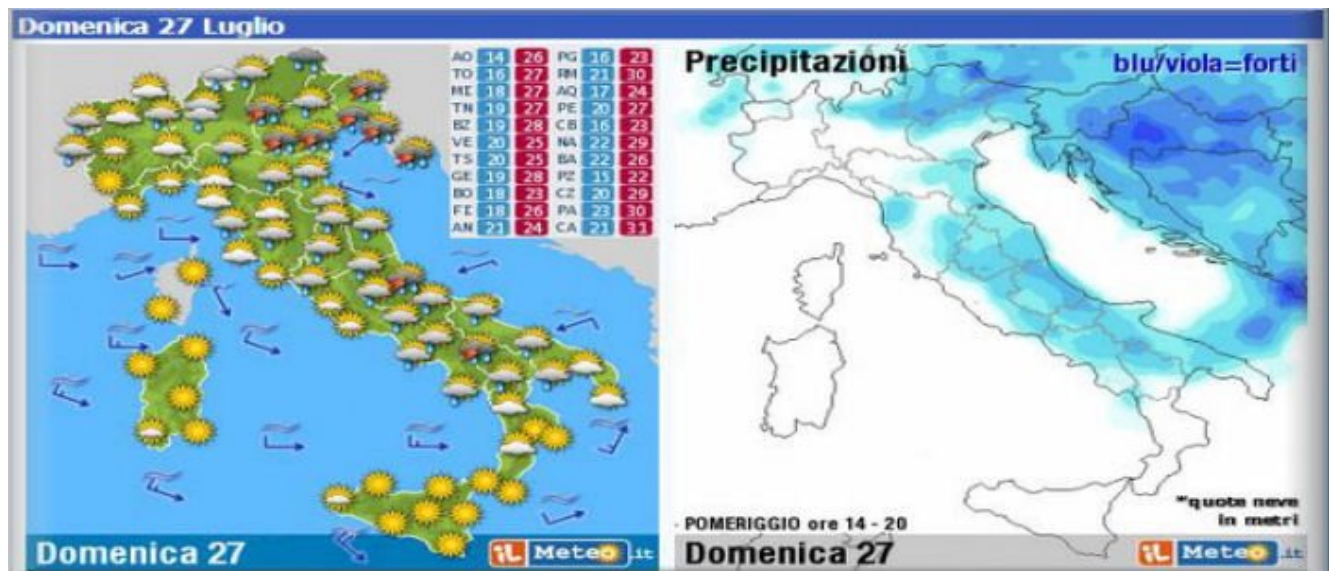 Domenica 27 Luglio
AO 14 26 PG 16 23
TO 16 27 RM 21 30
MI 18 27 AQ 17 24
TN 19 27 PE 20 27
BZ 19 28 CB 16 23
VE 20 25 NA 22 29
TS 20 25 BA 22 26
GE 19 28 PZ 15 22
BO 18 23 CZ 20 29
FI 18 26 PA 23 30
AN 21 24 CA 21 31
Domenica 27
iL Meteo.it
Precipitazioni
blu/viola=forti
*quote neve
in metri
- POMERIGGIO ore 14 - 20
Domenica 27
iL Meteo.it